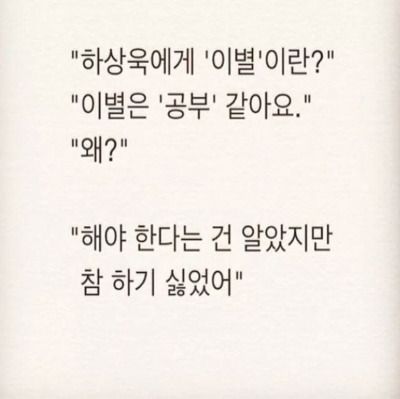 "하상욱에게 '이별'이란?"
"이별은 '공부' 같아요."
"왜?"
"해야 한다는 건 알았지만
참 하기 싫었어"